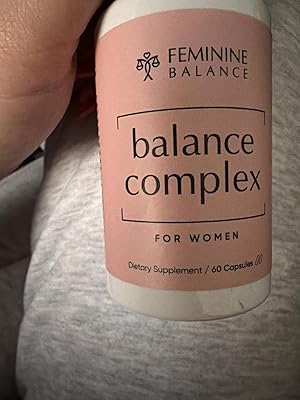 FEMININE
BALANCE
balance
complex
FOR WOMEN
Dietary Supplement / 60 Capsules